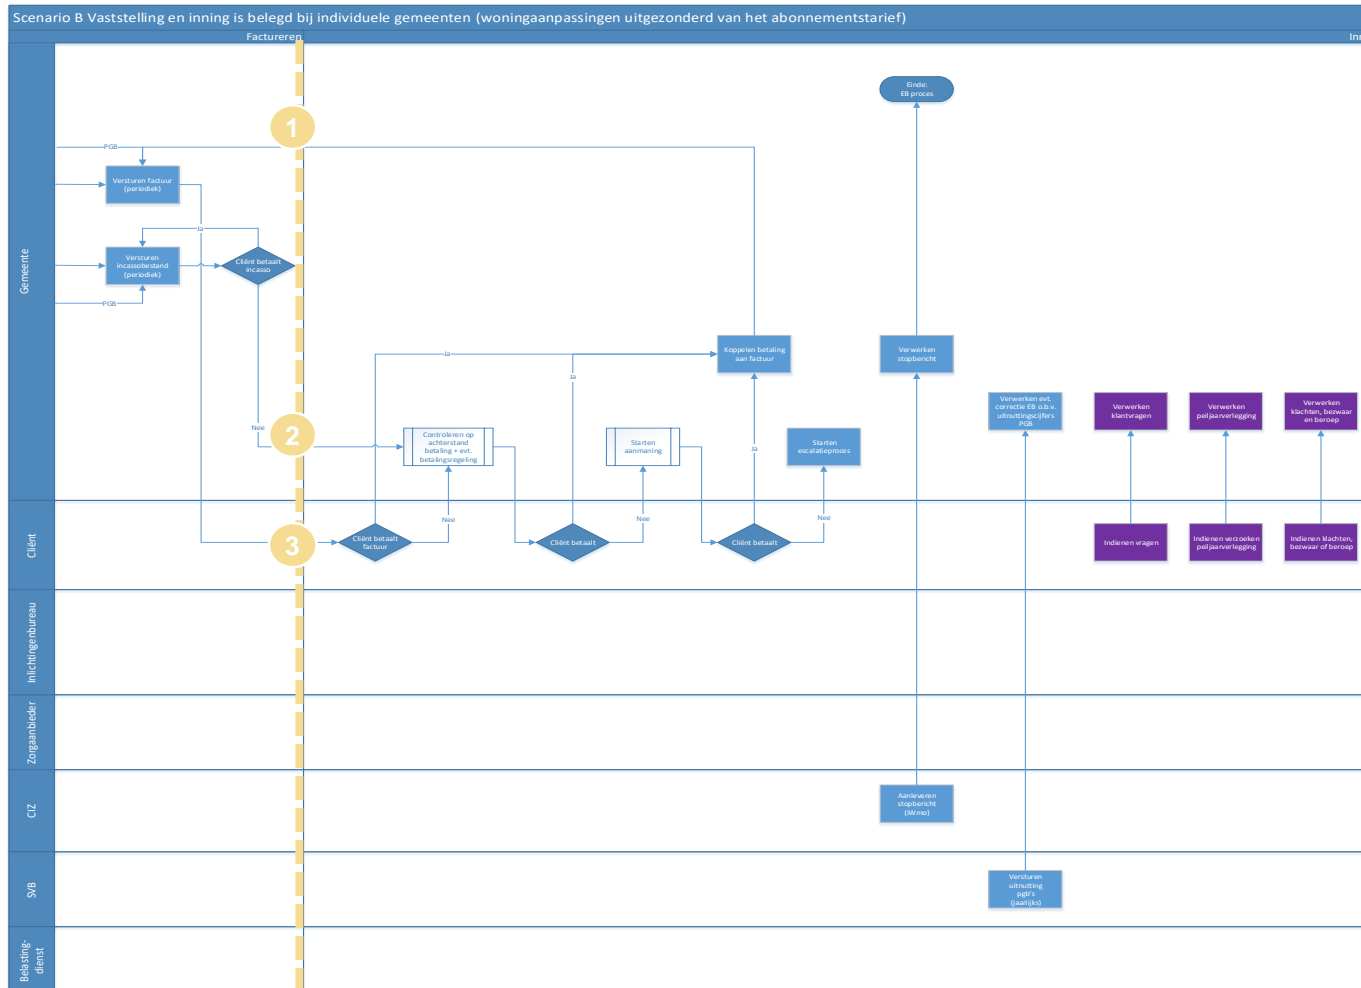 Scenario B Vaststelling en inning is belegd bij individuele gemeenten (woningaanpassingen uitgezonderd van het abonnementstarief)
Factureren
Inn
Gemeente
Einde:
EB proces
1
PGB
Versturen factuur
(periodiek)
Ja
Versturen
incassobestand
(periodiek)
Cliënt betaalt
incasso
PGB
Ja
Koppelen betaling
aan factuur
Verwerken
stopbericht
Ja
Verwerken evt.
correctie EB o.b.v.
uitnuttingscijfers
PGB
Verwerken
klantvragen
Verwerken
peiljaarverlegging
Verwerken
klachten, bezwaar
en beroep
Nee
2
Controleren op
achterstand
betaling + evt.
betalingsregeling
Starten
aanmaning
Ja
Starten
escalatieproces
Cliënt
Nee
Nee
Nee
3
Cliënt betaalt
factuur
Cliënt betaalt
Cliënt betaalt
Indienen vragen
Indienen verzoeken
peiljaarverlegging
Indienen klachten,
bezwaar of beroep
Inlichtingenbureau
Zorgaanbieder
CIZ
Aanleveren
stopbericht
(iWmo)
SVB
Versturen
uitnutting
pgb's
(jaarlijks)
Belasting-
dienst